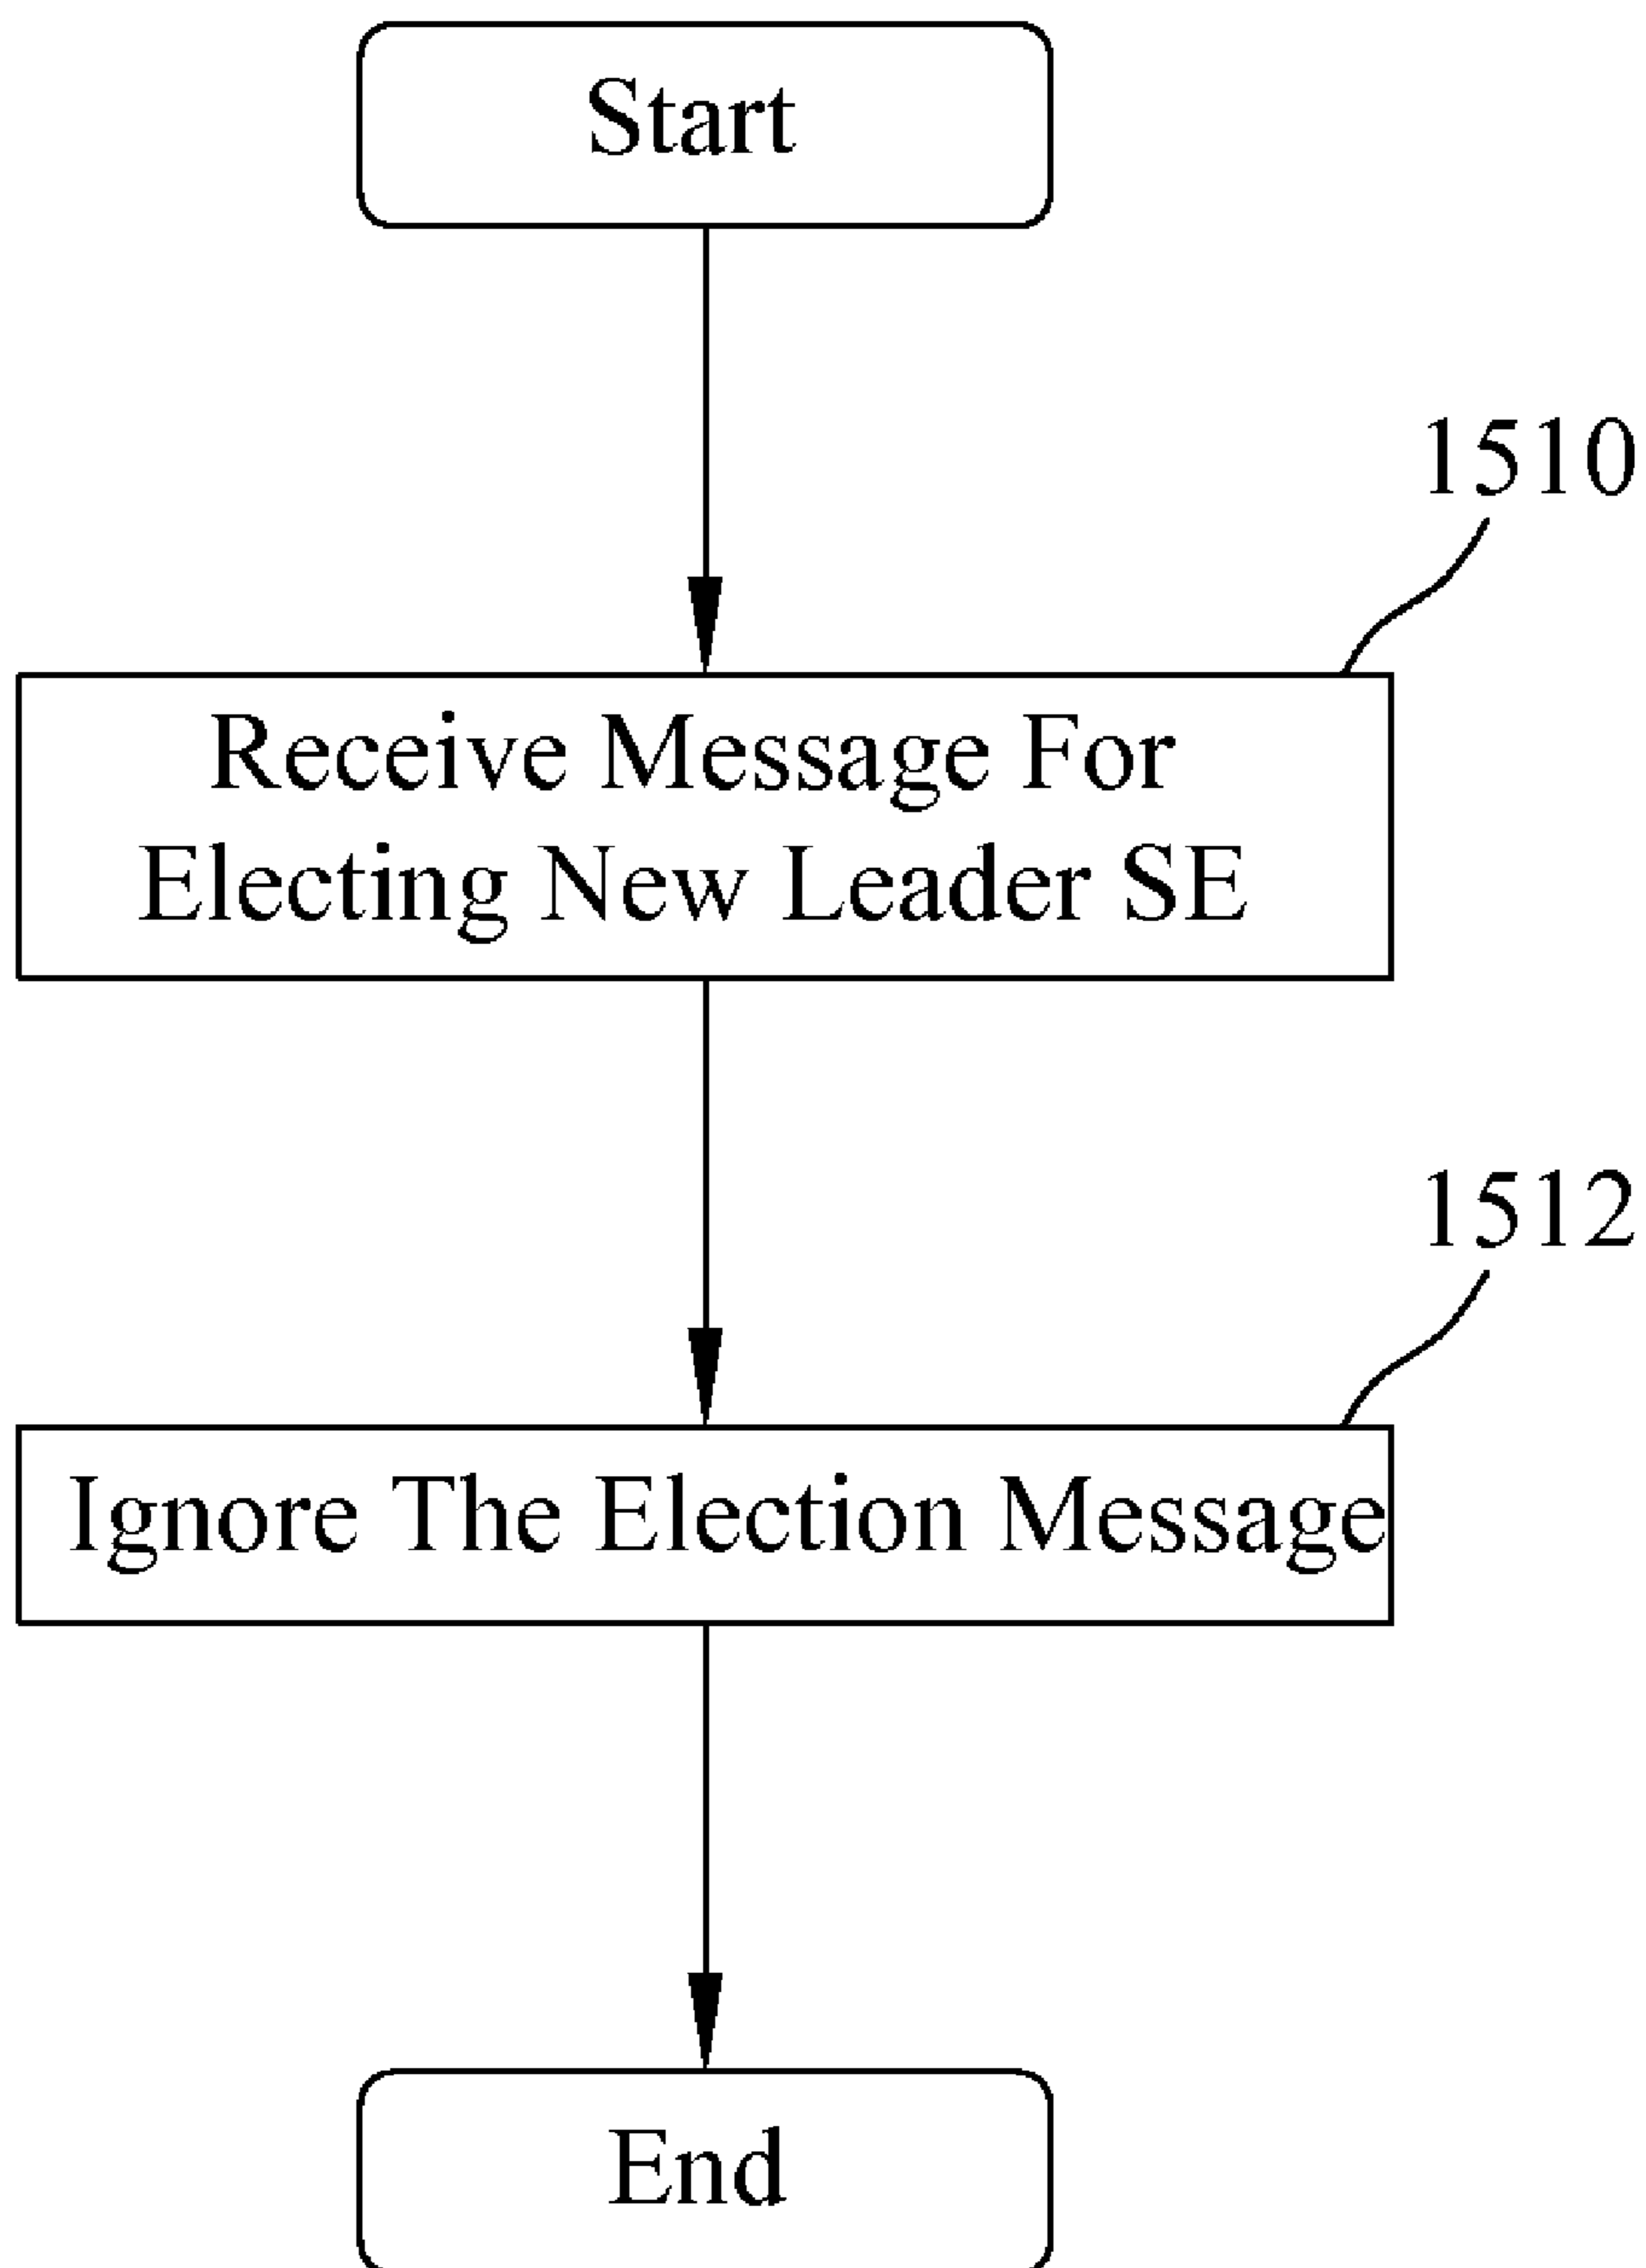 Start
1510
Receive Message For
Electing New Leader SE
1512
Ignore The Election Message
End